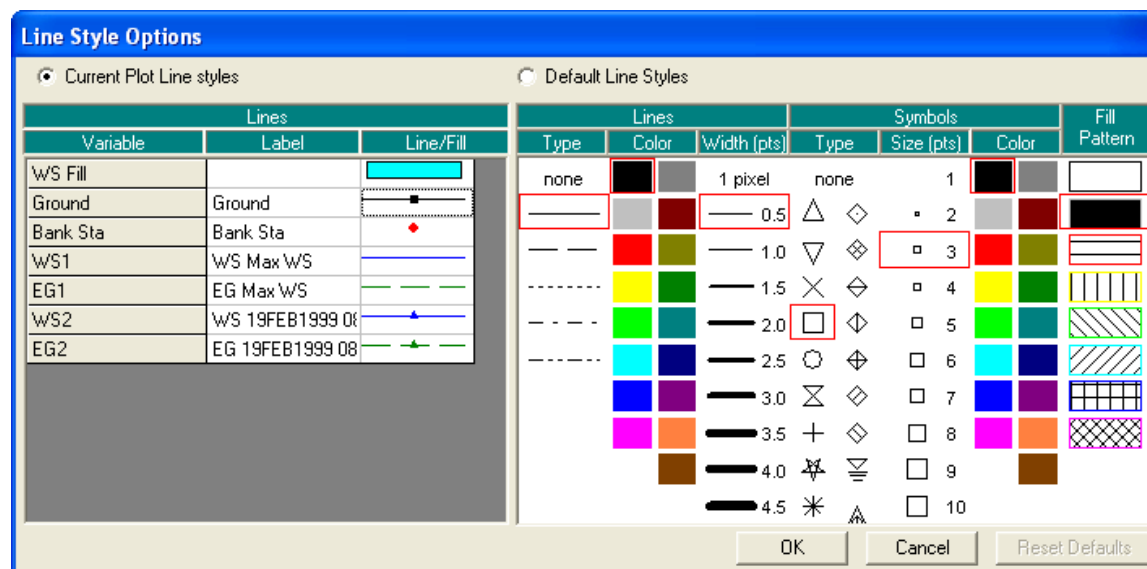 Line Style Options
Current Plot Line styles
Default Line Styles
Lines
Variable Label Line/Fill
WS Fill
Ground Ground
Bank Sta Bank Sta
WS1 WS Max WS
EG1 EG Max WS
WS2 WS 19FEB1999 08
EG2 EG 19FEB1999 08
Lines Symbols Fill Pattern
Type Color Width (pts) Type Size (pts) Color
none 1 pixel none 1
0.5 2
1.0 3
1.5 4
2.0 5
2.5 6
3.0 7
3.5 8
4.0 9
4.5 10
OK Cancel Reset Defaults